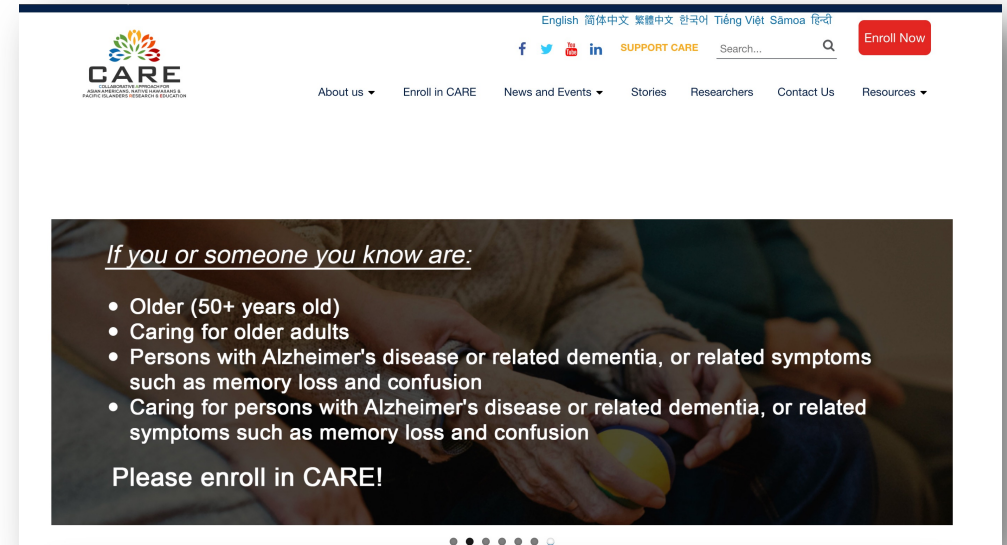 English 简体中文 繁體中文 한국어 Tiếng Việt Sāmoa हिन्दी
Enroll Now
f You Tube in SUPPORT CARE Search...
CARE
COLLABORATIVE APPROACH FOR
ASIAN AMERICANS, NATIVE HAWAIIANS &
PACIFIC ISLANDERS RESEARCH & EDUCATION
About us Enroll in CARE News and Events Stories Researchers Contact Us Resources
If you or someone you know are:
• Older (50+ years old)
• Caring for older adults
• Persons with Alzheimer's disease or related dementia, or related symptoms
such as memory loss and confusion
• Caring for persons with Alzheimer's disease or related dementia, or related
symptoms such as memory loss and confusion
Please enroll in CARE!